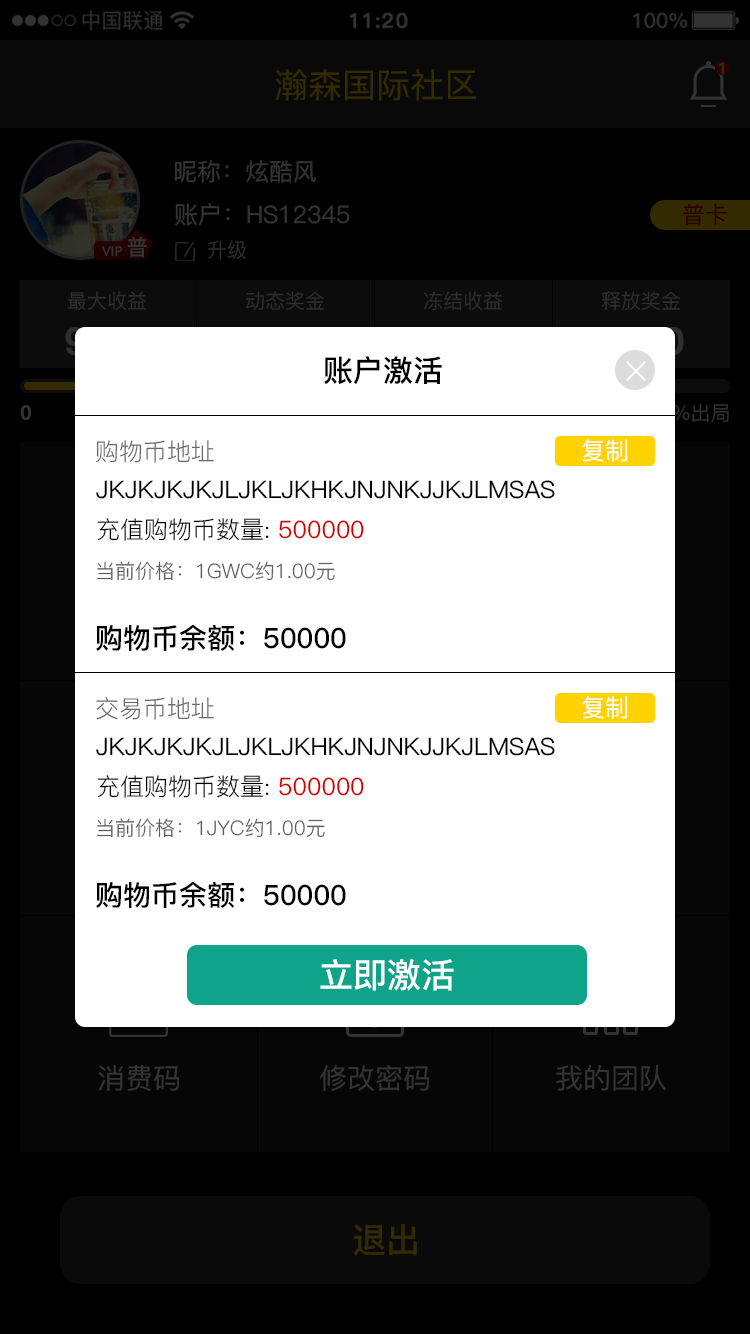 中国联通
11:20
100%
瀚森国际社区
1
昵称：炫酷风
账户：HS12345
VIP 普
升级
普卡
最大收益 动态奖金 冻结收益 释放奖金
账户激活
0
%出局
购物币地址
复制
JKJKJKJKJLJKLJKHKJNJNKJJKJLMSAS
充值购物币数量: 500000
当前价格：1GWC约1.00元
购物币余额：50000
交易币地址
复制
JKJKJKJKJLJKLJKHKJNJNKJJKJLMSAS
充值购物币数量: 500000
当前价格：1JYC约1.00元
购物币余额：50000
立即激活
消费码 修改密码 我的团队
退出